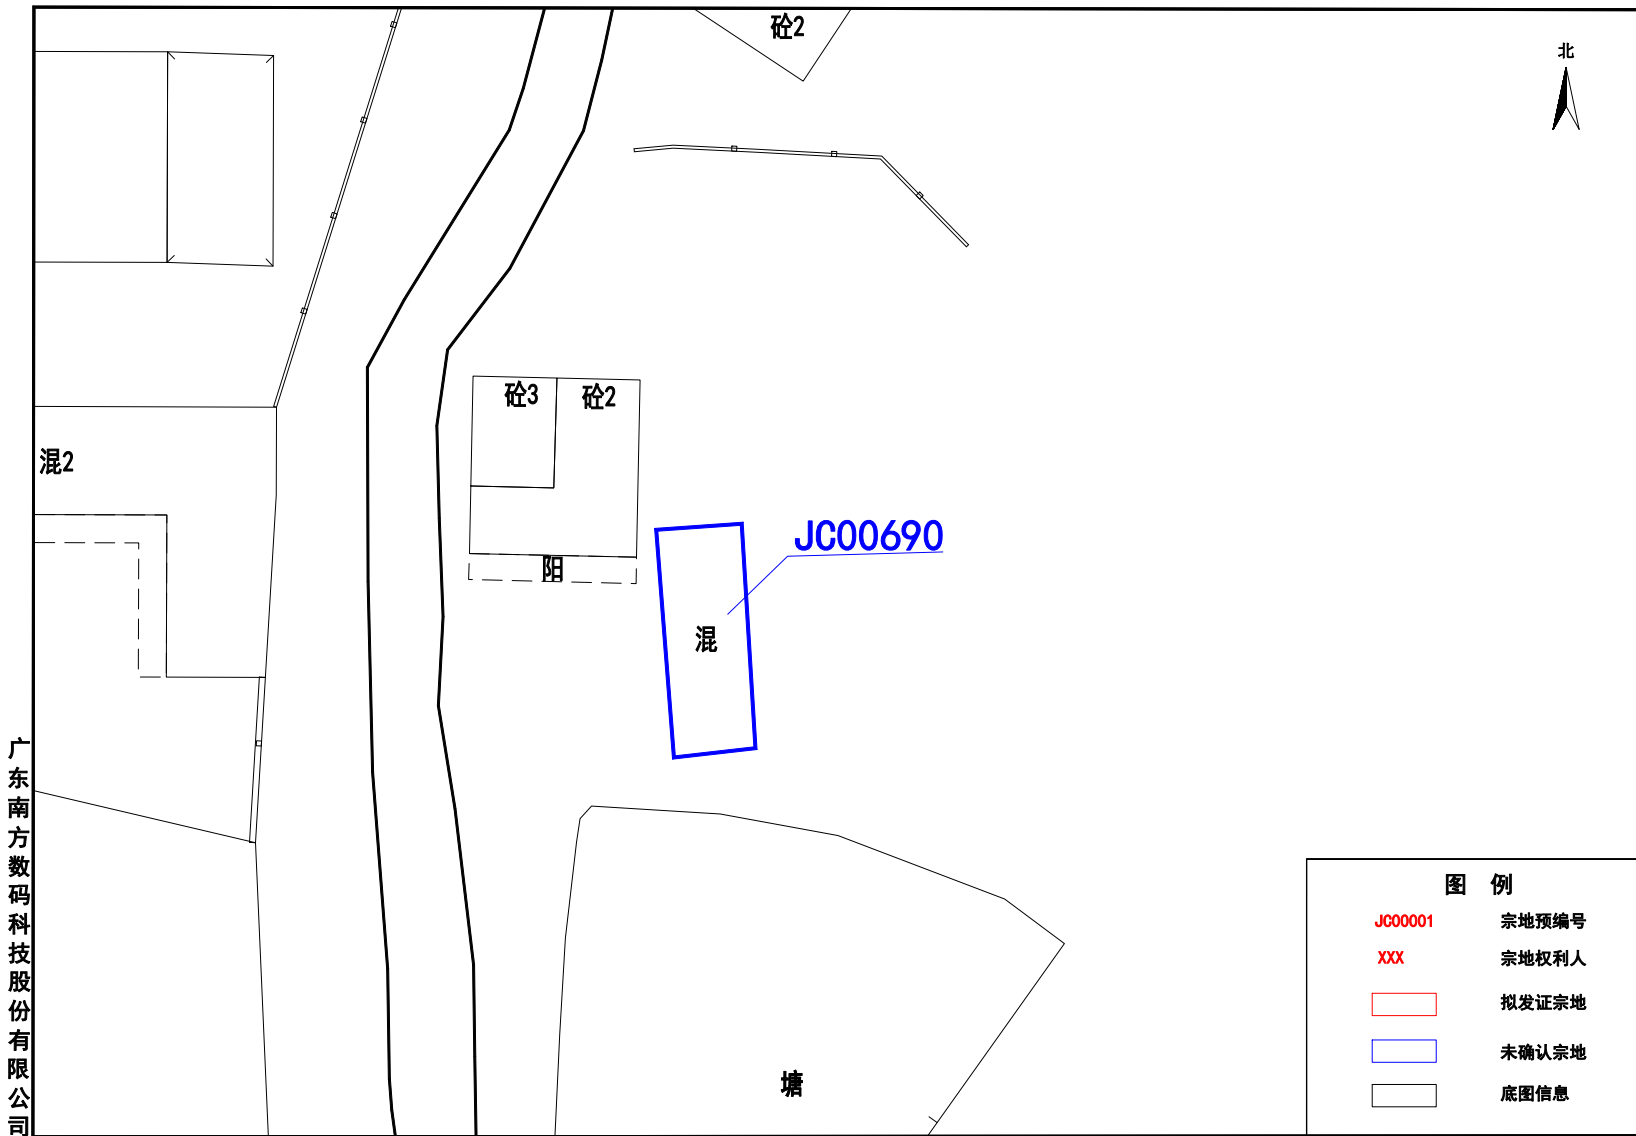 砼2
北
砼3
砼2
混2
JC00690
阳
混
广东南方数码科技股份有限公司
塘
图 例
JC00001 宗地预编号
XXX 宗地权利人
拟发证宗地
未确认宗地
底图信息